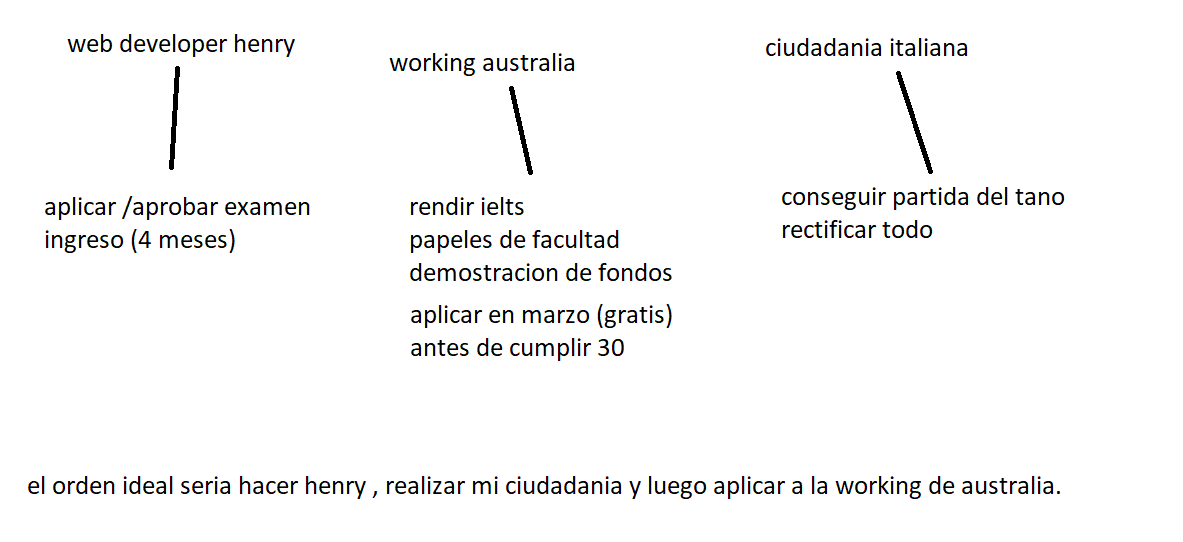 web developer henry
aplicar /aprobar examen
ingreso (4 meses)
working australia
rendir ielts
papeles de facultad
demostracion de fondos
aplicar en marzo (gratis)
antes de cumplir 30
ciudadania italiana
conseguir partida del tano
rectificar todo
el orden ideal seria hacer henry , realizar mi ciudadania y luego aplicar a la working de australia.